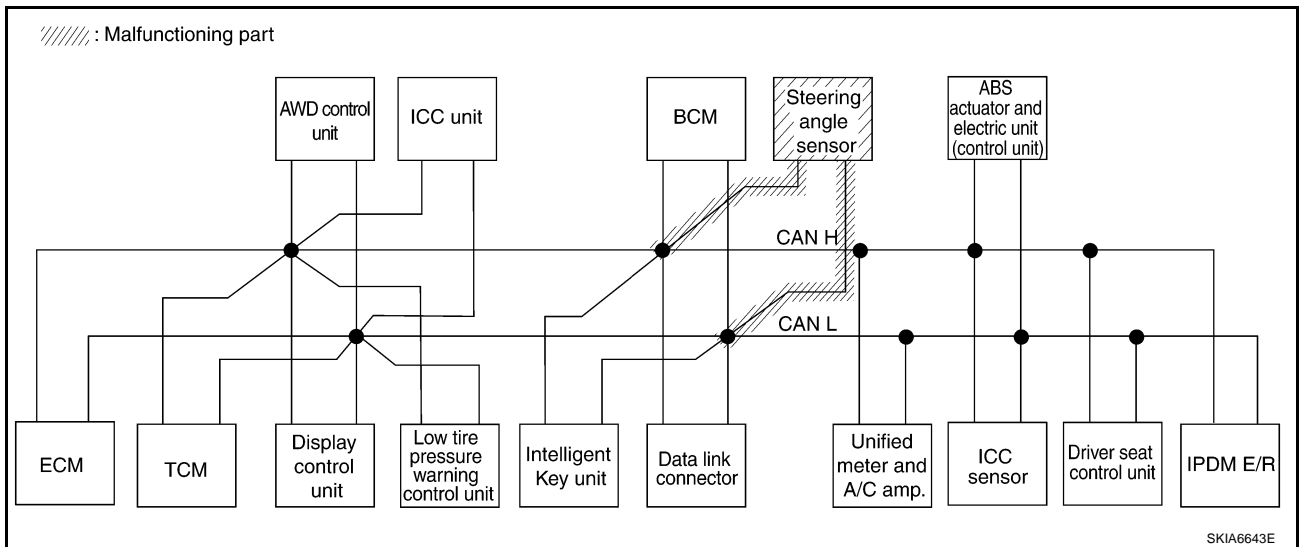 : Malfunctioning part
AWD control
unit
ICC unit
BCM
Steering
angle
sensor
ABS
actuator and
electric unit
(control unit)
CAN H
CAN L
ECM
TCM
Display
control
unit
Low tire
pressure
warning
control unit
Intelligent
Key unit
Data link
connector
Unified
meter and
A/C amp.
ICC
sensor
Driver seat
control unit
IPDM E/R
SKIA6643E